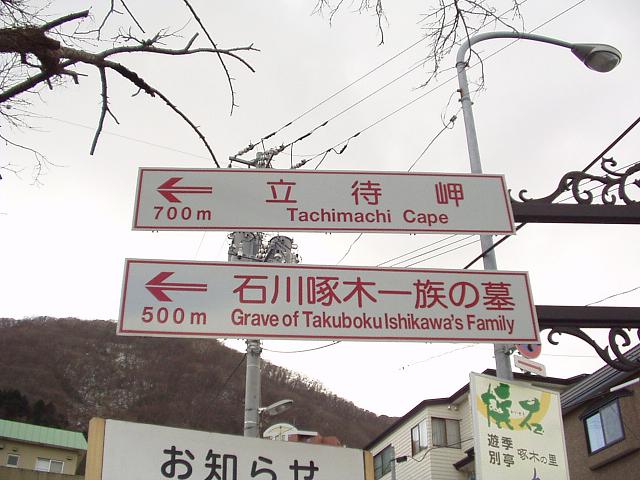 立待岬
700m Tachimachi Cape
石川啄木一族の墓
500m Grave of Takuboku Ishikawa's Family
お知らせ
遊季
別亭
啄木の里